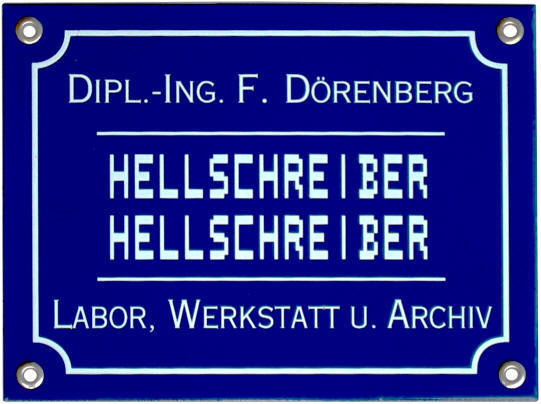 DIPL.-ING. F. DÖRENBERG
HELLSCHREIBER
HELLSCHREIBER
LABOR, WERKSTATT U. ARCHIV